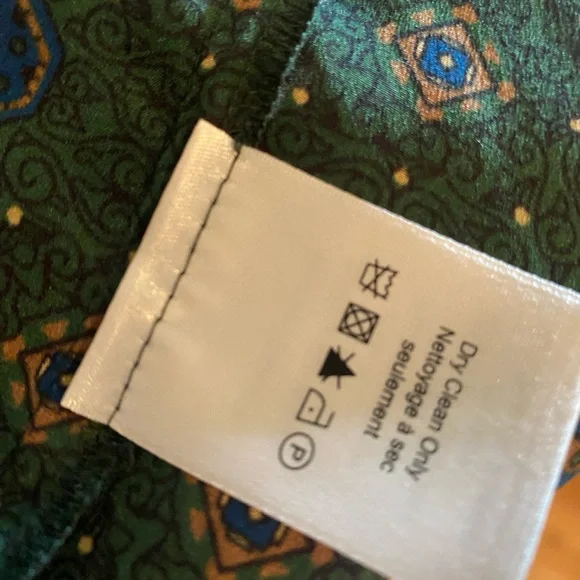 Dry Clean Only
Nettoyage à sec
seulement
P